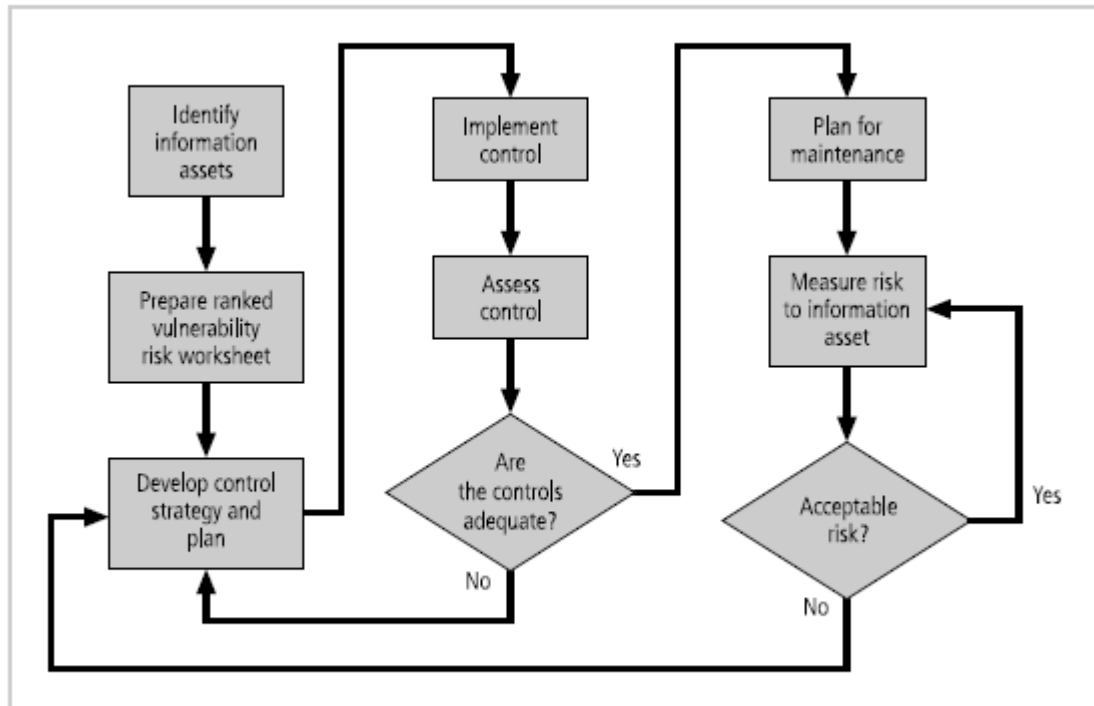 Identify
information
assets
Prepare ranked
vulnerability
risk worksheet
Develop control
strategy and
plan
Implement
control
Assess
control
Are
the controls
adequate?
Yes
No
Plan for
maintenance
Measure risk
to information
asset
Acceptable
risk?
Yes
No